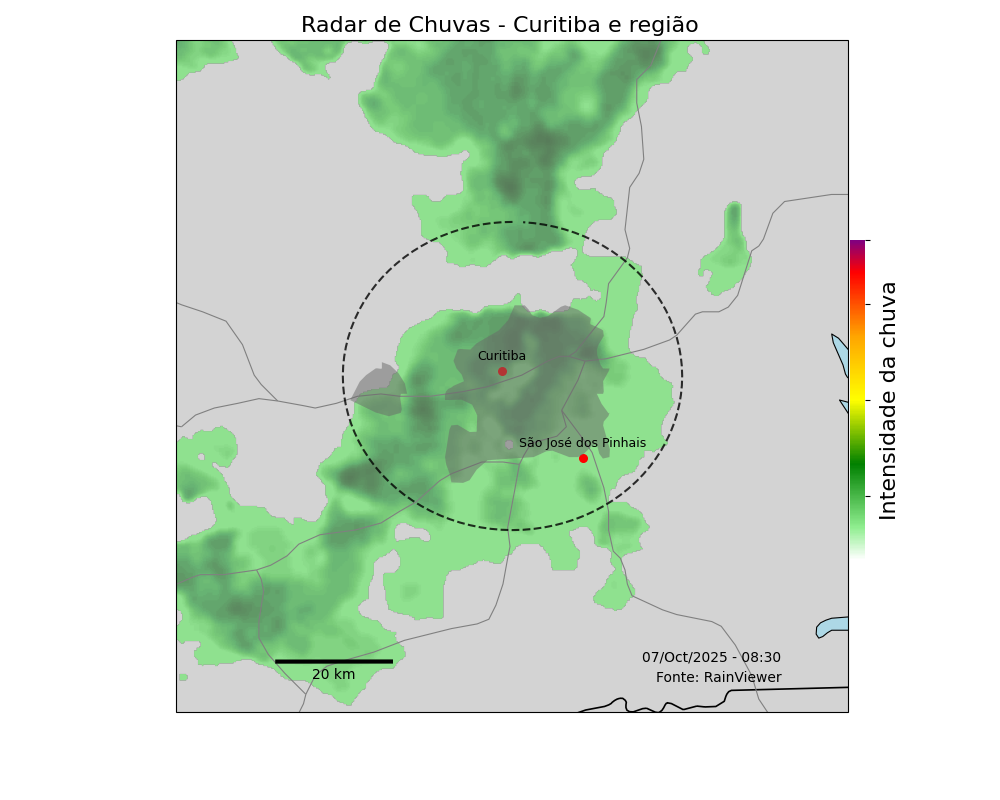 Radar de Chuvas - Curitiba e região
Curitiba
São José dos Pinhais
Intensidade da chuva
07/Oct/2025 - 08:30
Fonte: RainViewer
20 km